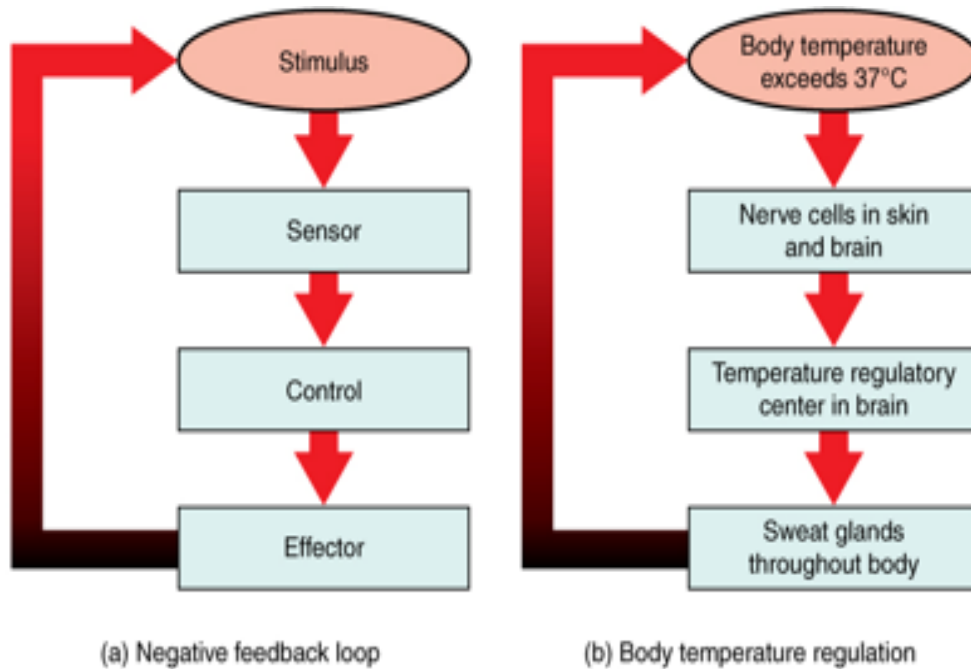 Stimulus
Sensor
Control
Effector
(a) Negative feedback loop
Body temperature
exceeds 37°C
Nerve cells in skin
and brain
Temperature regulatory
center in brain
Sweat glands
throughout body
(b) Body temperature regulation